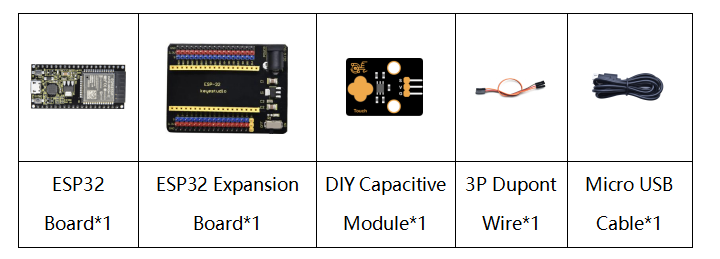 ESP-32
keyestudio
S
V
G
Touch
ESP32
Board*1
ESP32 Expansion
Board*1
DIY Capacitive
Module*1
3P Dupont
Wire*1
Micro USB
Cable*1